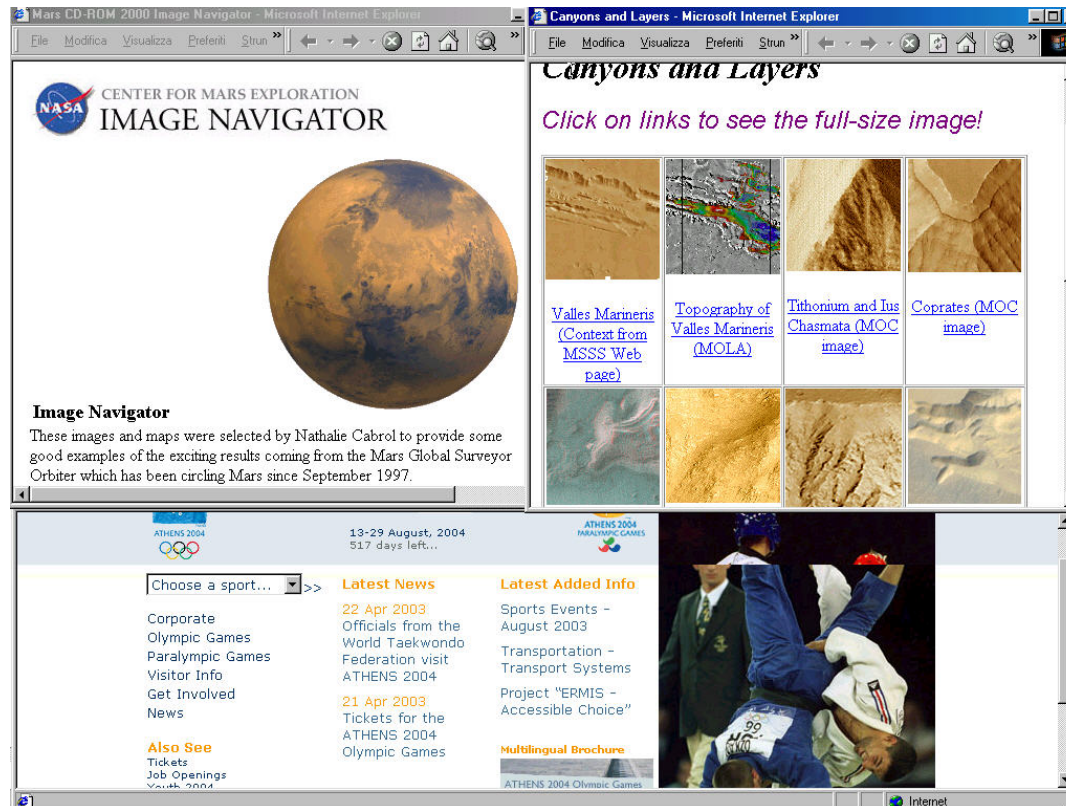 Mars CD-ROM 2000 Image Navigator - Microsoft Internet Explorer
File Modifica Visualizza Preferiti Strun »
»
NASA
CENTER FOR MARS EXPLORATION
IMAGE NAVIGATOR
Image Navigator
These images and maps were selected by Nathalie Cabrol to provide some
good examples of the exciting results coming from the Mars Global Surveyor
Orbiter which has been circling Mars since September 1997.
Canyons and Layers - Microsoft Internet Explorer
File Modifica Visualizza Preferiti Strun »
»
Canyons and Layers
Click on links to see the full-size image!
Valles Marineris
(Context from
MSSS Web
page)
Topography of
Valles Marineris
(MOLA)
Tithonium and Ius
Chasmata (MOC
image)
Coprates (MOC
image)
ATHENS 2004
13-29 August, 2004
517 days left...
ATHENS 2004
PARALYMPIC GAMES
Choose a sport... >>
Corporate
Olympic Games
Paralympic Games
Visitor Info
Get Involved
News
Also See
Tickets
Job Openings
Youth 2004
Latest News
22 Apr 2003
Officials from the
World Taekwondo
Federation visit
ATHENS 2004
21 Apr 2003
Tickets for the
ATHENS 2004
Olympic Games
Latest Added Info
Sports Events -
August 2003
Transportation -
Transport Systems
Project "ERMIS -
Accessible Choice"
Multilingual Brochure
ATHENS 2004 Olympic Games
Internet